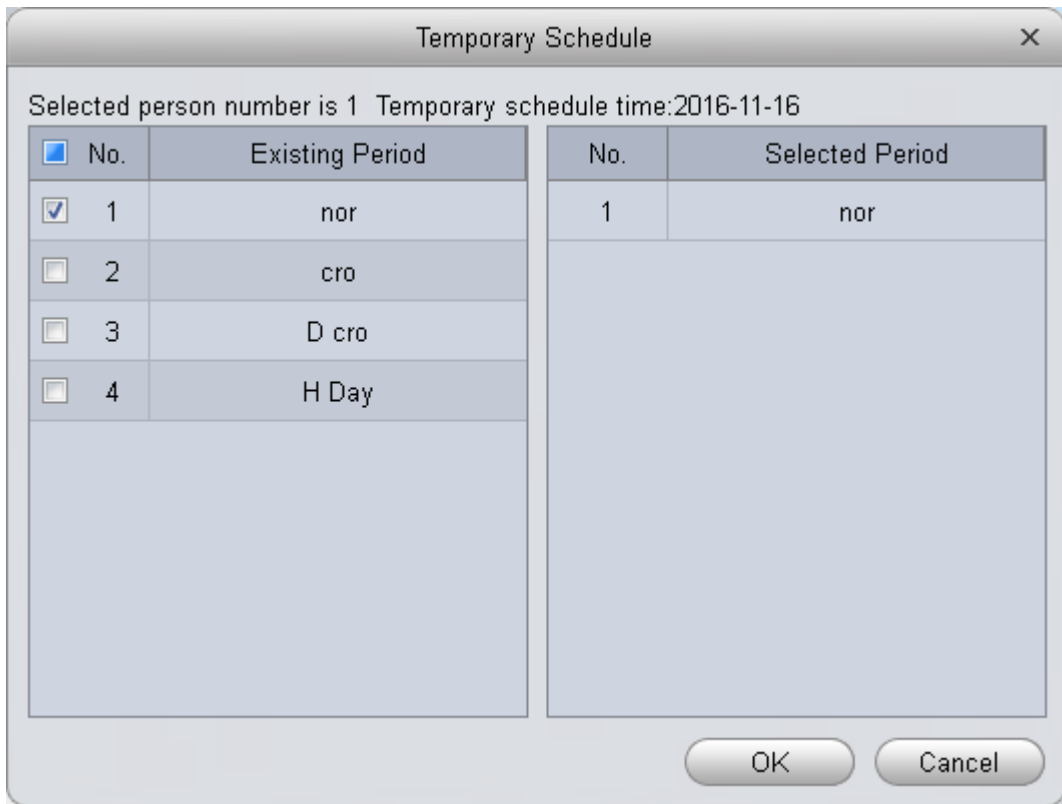 Temporary Schedule
Selected person number is 1 Temporary schedule time:2016-11-16
No. Existing Period No. Selected Period
1 nor 1 nor
2 cro
3 D cro
4 H Day
OK Cancel